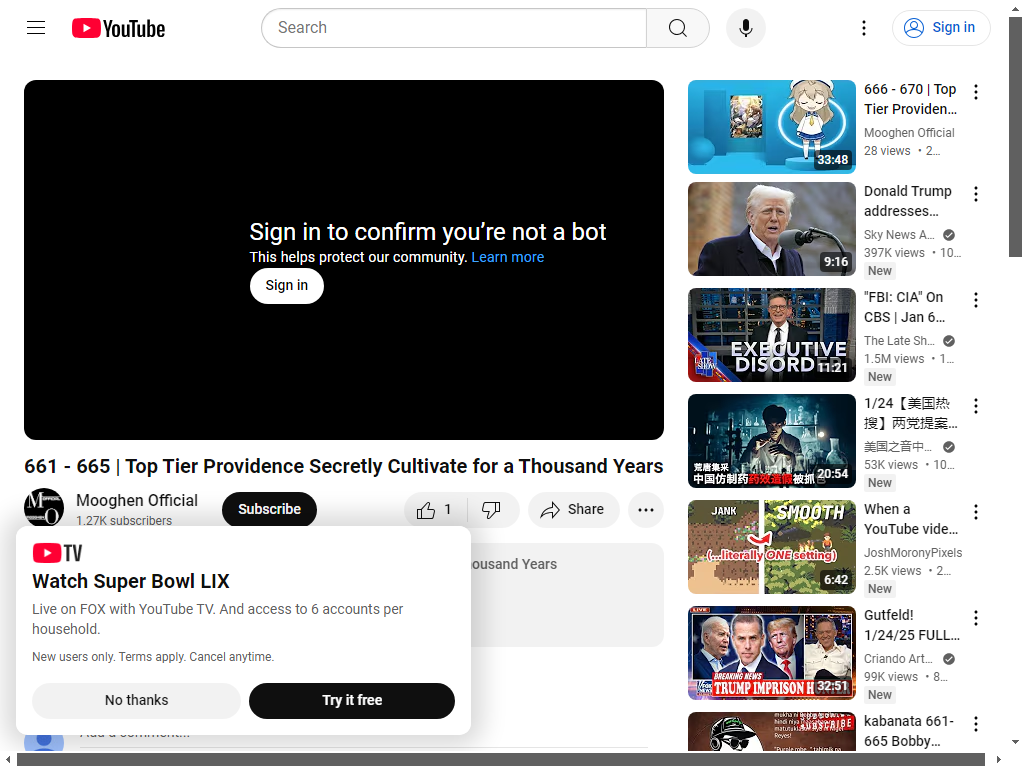 YouTube
Search
Sign in
Sign in to confirm you’re not a bot
This helps protect our community. Learn more
Sign in
661 - 665 | Top Tier Providence Secretly Cultivate for a Thousand Years
Mooghen Official
1.27K subscribers
Subscribe
1
Share
ousand Years
TV
Watch Super Bowl LIX
Live on FOX with YouTube TV. And access to 6 accounts per
household.
New users only. Terms apply. Cancel anytime.
No thanks
Try it free
Add a comment...
33:48
666 - 670 | Top
Tier Providen...
Mooghen Official
28 views • 2...
9:16
Donald Trump
addresses...
Sky News A...
397K views • 10...
New
LATE SHOW
EXECUTIVE
DISORDER
11:21
"FBI: CIA" On
CBS | Jan 6...
The Late Sh...
1.5M views • 1...
New
荒唐集采
中国仿制药药效造假被抓
20:54
1/24【美国热
搜】两党提案...
美国之音中...
53K views • 10...
New
JANK
SMOOTH
(...literally ONE setting)
6:42
When a
YouTube vide...
JoshMoronyPixels
2.5K views • 2...
New
LIVE
BREAKING NEWS
TRUMP IMPRISON H
32:51
Gutfeld!
1/24/25 FULL...
Criando Art...
99K views • 8...
New
SUBSCRIBE
kabanata 661-
665 Bobby...